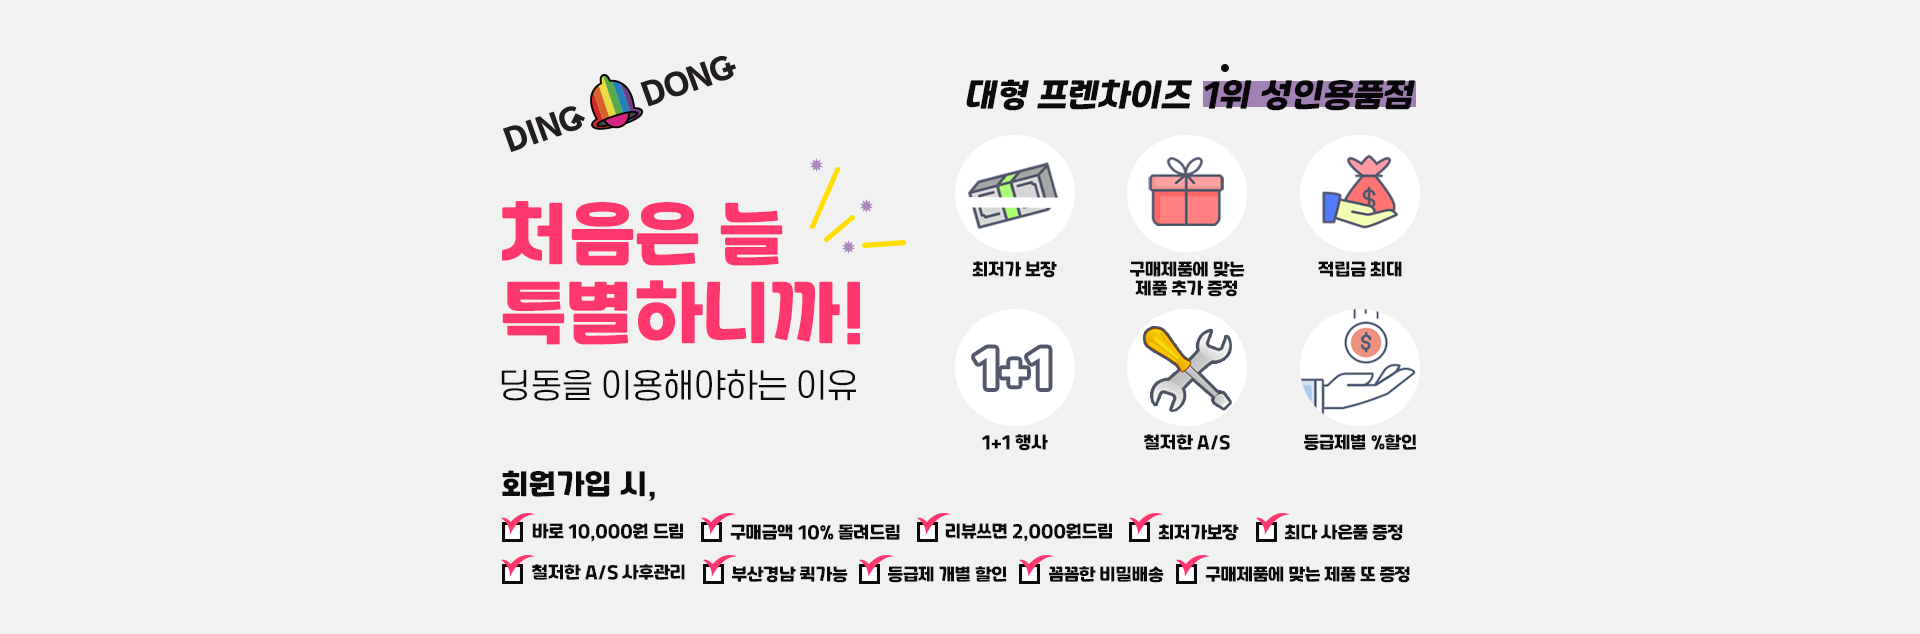 DING DONG
처음은 늘
특별하니까!
딩동을 이용해야하는 이유
대형 프렌차이즈 1위 성인용품점
최저가 보장
구매제품에 맞는
제품 추가 증정
$
적립금 최대
1+1
1+1 행사
철저한 A/S
$
등급제별 %할인
회원가입 시,
바로 10,000원 드림 구매금액 10% 돌려드림 리뷰쓰면 2,000원드림 최저가보장 최다 사은품 증정
철저한 A/S 사후관리 부산경남 퀵가능 등급제 개별 할인 꼼꼼한 비밀배송 구매제품에 맞는 제품 또 증정